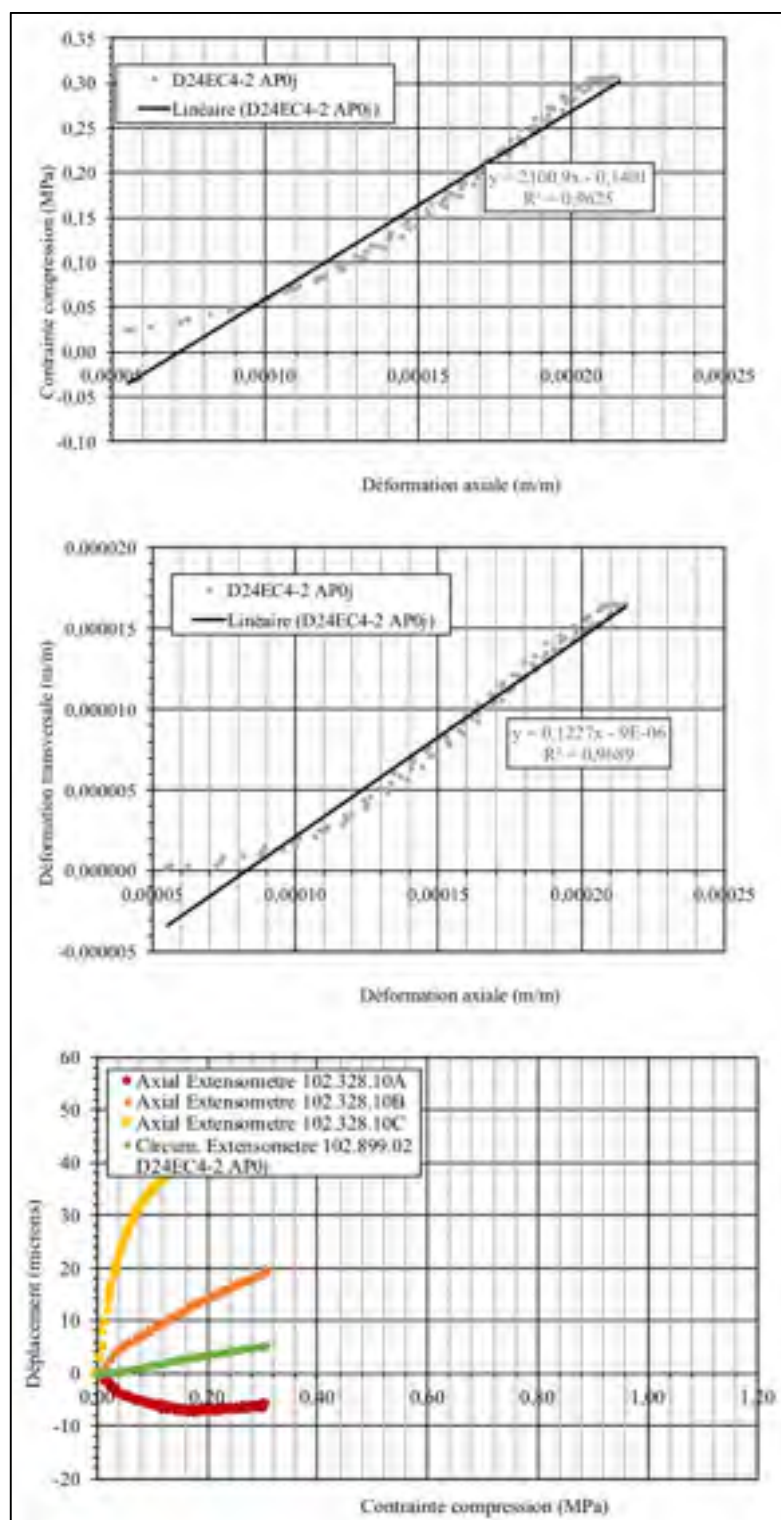 0,35
0,30
0,25
0,20
0,15
0,10
0,05
0,00
-0,05
-0,10
Contrainte compression (MPa)
D24EC4-2 AP0j
Linéaire (D24EC4-2 AP0j)
y = 2100,9x - 0,1401
R² = 0,9625
0,00005
0,00010
0,00015
0,00020
0,00025
Déformation axiale (m/m)
0,000020
0,000015
0,000010
0,000005
0,000000
-0,000005
Déformation transversale (m/m)
D24EC4-2 AP0j
Linéaire (D24EC4-2 AP0j)
y = 0,1227x - 9E-06
R² = 0,9689
0,00005
0,00010
0,00015
0,00020
0,00025
Déformation axiale (m/m)
60
50
40
30
20
10
0
-10
-20
Déplacement (microns)
Axial Extensometre 102.328.10A
Axial Extensometre 102.328.10B
Axial Extensometre 102.328.10C
Circum. Extensometre 102.899.02
D24EC4-2 AP0j
0,00
0,20
0,40
0,60
0,80
1,00
1,20
Contrainte compression (MPa)